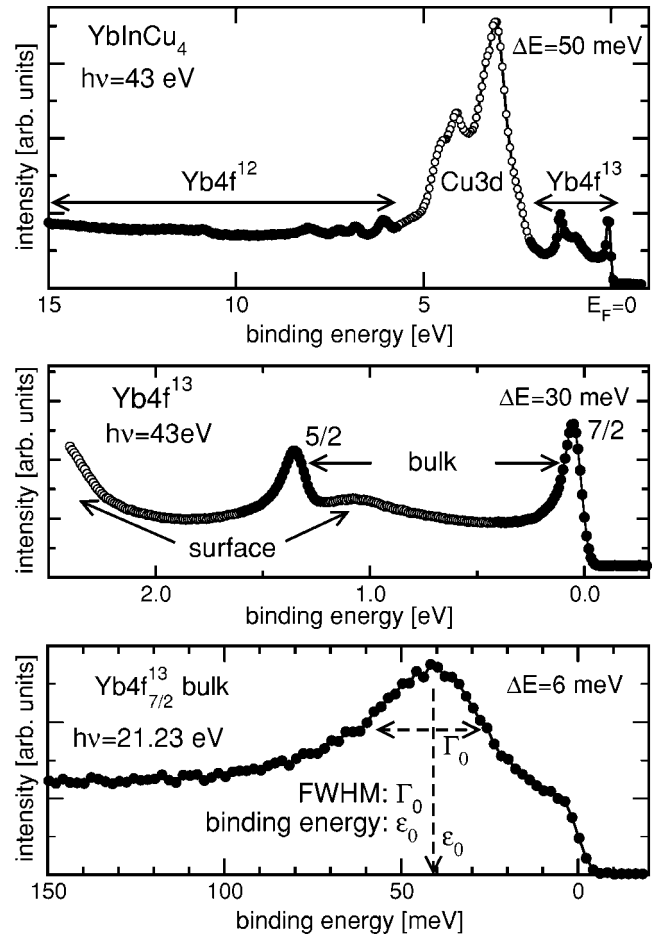 YbInCu₄
hν=43 eV
ΔE=50 meV
Yb4f¹²
Cu3d
Yb4f¹³
intensity [arb. units]
15 10 5 E_F=0
binding energy [eV]
Yb4f¹³
hν=43eV
ΔE=30 meV
5/2
7/2
bulk
surface
intensity [arb. units]
2.0 1.0 0.0
binding energy [eV]
Yb4f¹³₇/₂ bulk
hν=21.23 eV
ΔE=6 meV
Γ₀
FWHM: Γ₀
binding energy: ε₀
ε₀
intensity [arb. units]
150 100 50 0
binding energy [meV]